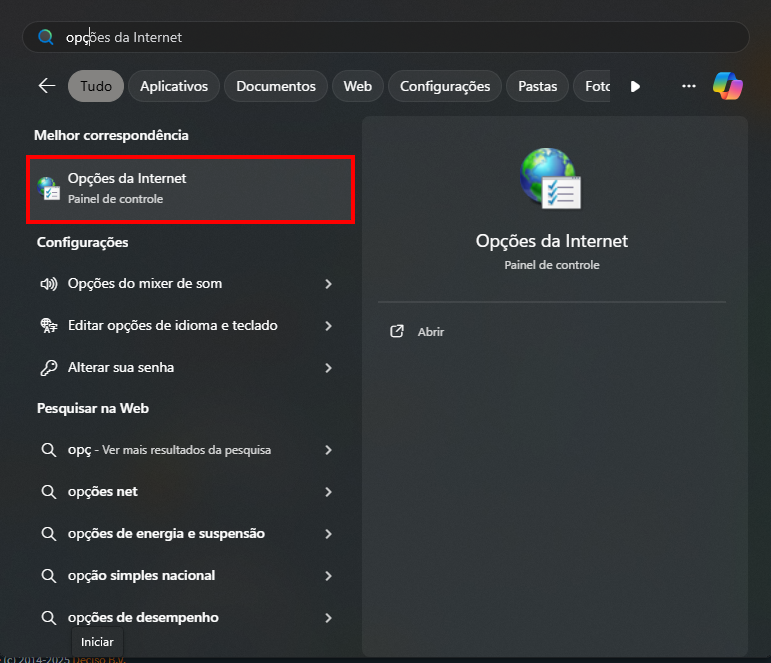 opções da Internet
Tudo
Aplicativos
Documentos
Web
Configurações
Pastas
Foto
Melhor correspondência
Opções da Internet
Painel de controle
Configurações
Opções do mixer de som
Editar opções de idioma e teclado
Alterar sua senha
Pesquisar na Web
opç - Ver mais resultados da pesquisa
opções net
opções de energia e suspensão
opção simples nacional
opções de desempenho
Opções da Internet
Painel de controle
Abrir
Iniciar
(c) 2014-2025 Deciso B.V.